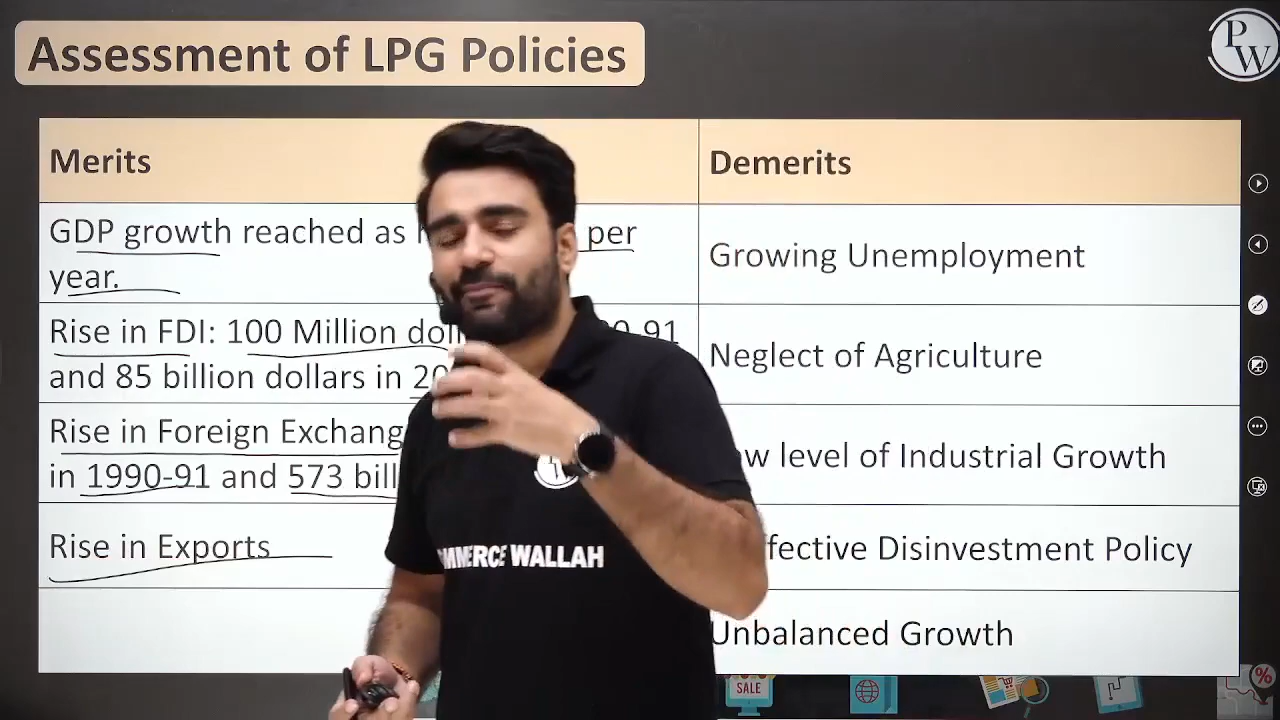 Assessment of LPG Policies
PW
Merits
Demerits
GDP growth reached as per
year.
Growing Unemployment
Rise in FDI: 100 Million
and 85 billion dollars in
Neglect of Agriculture
Rise in Foreign
in 1990-91 and 573
level of Industrial Growth
Rise in Exports
Disinvestment Policy
Unbalanced Growth
WALLAH
SALE
%